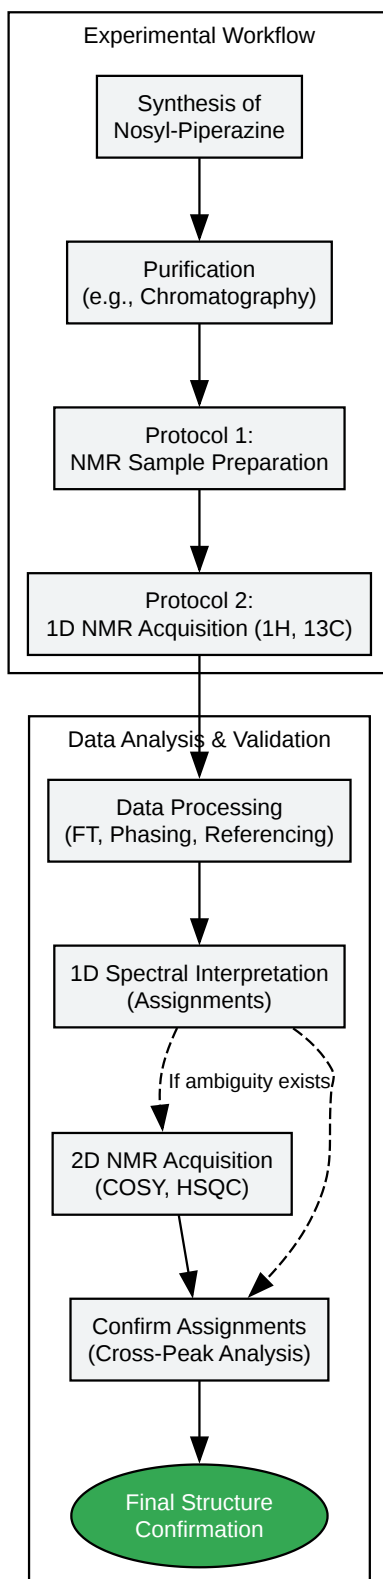 Experimental Workflow
Synthesis of
Nosyl-Piperazine
Purification
(e.g., Chromatography)
Protocol 1:
NMR Sample Preparation
Protocol 2:
1D NMR Acquisition (1H, 13C)
Data Analysis & Validation
Data Processing
(FT, Phasing, Referencing)
1D Spectral Interpretation
(Assignments)
If ambiguity exists
2D NMR Acquisition
(COSY, HSQC)
Confirm Assignments
(Cross-Peak Analysis)
Final Structure
Confirmation